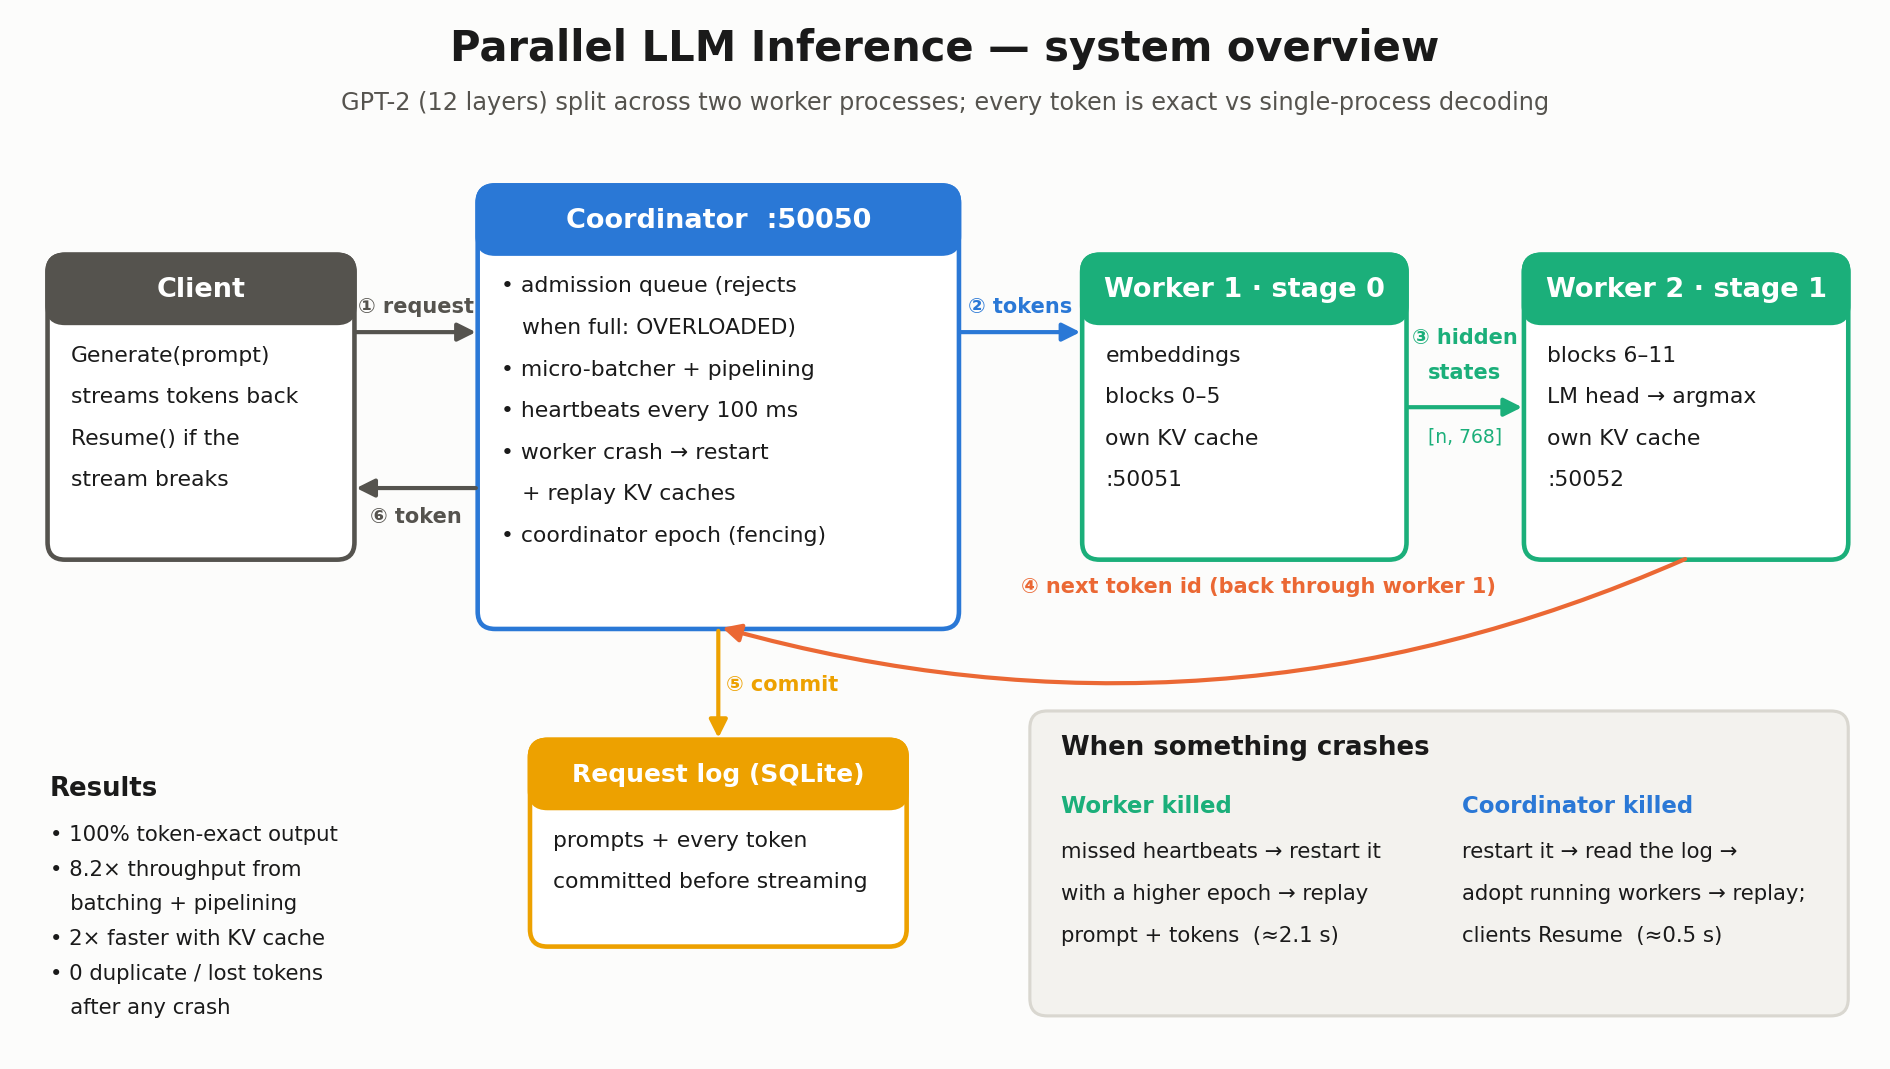 Parallel LLM Inference — system overview
GPT-2 (12 layers) split across two worker processes; every token is exact vs single-process decoding
Client
Generate(prompt)
streams tokens back
Resume() if the
stream breaks
① request
⑥ token
Coordinator :50050
• admission queue (rejects
when full: OVERLOADED)
• micro-batcher + pipelining
• heartbeats every 100 ms
• worker crash → restart
+ replay KV caches
• coordinator epoch (fencing)
② tokens
Worker 1 · stage 0
embeddings
blocks 0–5
own KV cache
:50051
③ hidden
states
[n, 768]
Worker 2 · stage 1
blocks 6–11
LM head → argmax
own KV cache
:50052
④ next token id (back through worker 1)
⑤ commit
Request log (SQLite)
prompts + every token
committed before streaming
Results
• 100% token-exact output
• 8.2× throughput from
batching + pipelining
• 2× faster with KV cache
• 0 duplicate / lost tokens
after any crash
When something crashes
Worker killed
missed heartbeats → restart it
with a higher epoch → replay
prompt + tokens (≈2.1 s)
Coordinator killed
restart it → read the log →
adopt running workers → replay;
clients Resume (≈0.5 s)